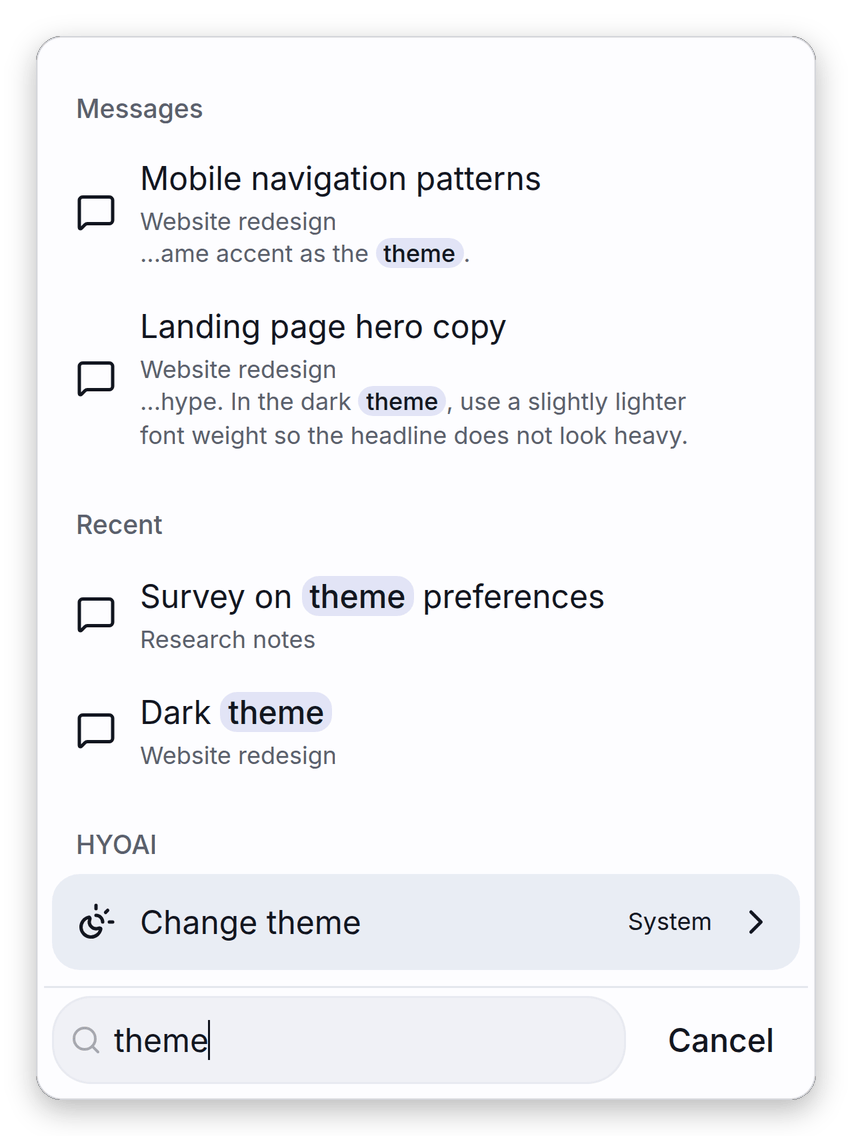 Messages
Mobile navigation patterns
Website redesign
...ame accent as the theme.
Landing page hero copy
Website redesign
...hype. In the dark theme, use a slightly lighter
font weight so the headline does not look heavy.
Recent
Survey on theme preferences
Research notes
Dark theme
Website redesign
HYOAI
Change theme System
theme Cancel